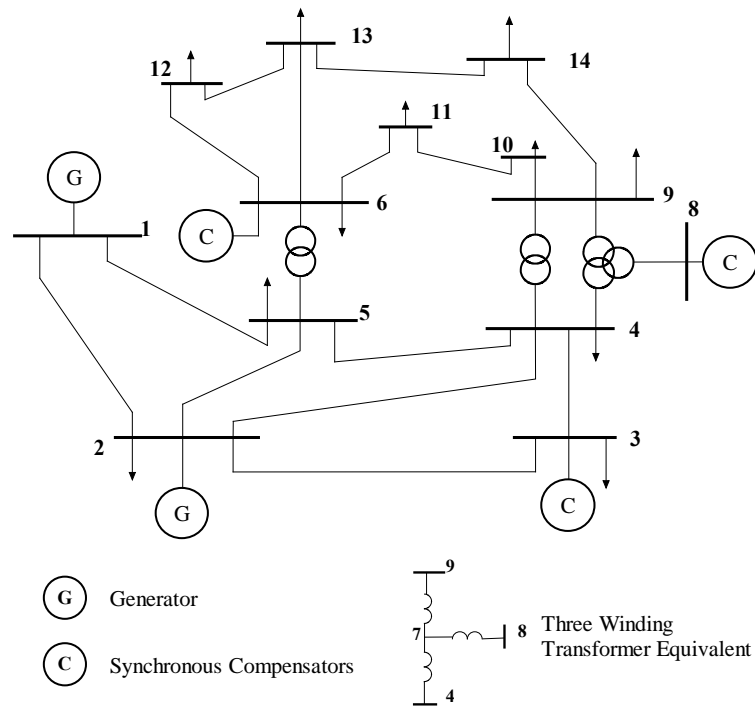 13
14
12
11
10
G
9
8
6
1
C
C
5
4
2
3
G
C
9
G Generator
7
8
Three Winding
Transformer Equivalent
C Synchronous Compensators
4